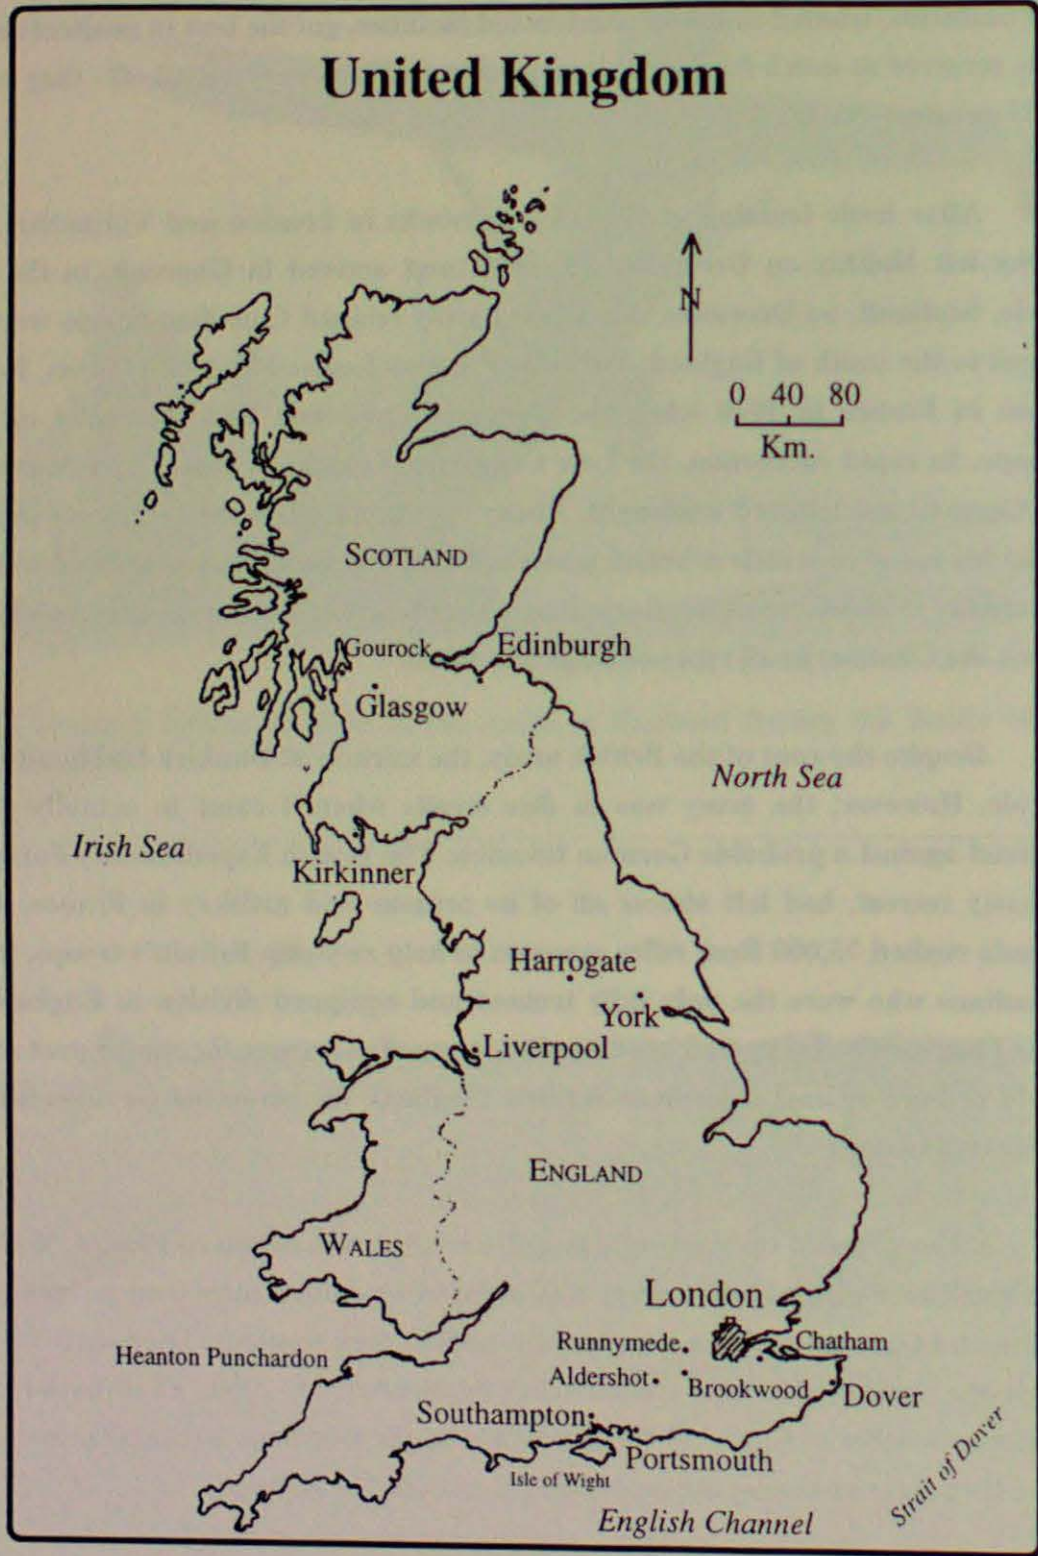 United Kingdom
N
0 40 80
Km.
SCOTLAND
Gourock
Edinburgh
Glasgow
North Sea
Irish Sea
Kirkinner
Harrogate
York
Liverpool
ENGLAND
WALES
London
Runnymede
Chatham
Heanton Punchardon
Aldershot
Brookwood
Dover
Southampton
Portsmouth
Isle of Wight
English Channel
Strait of Dover